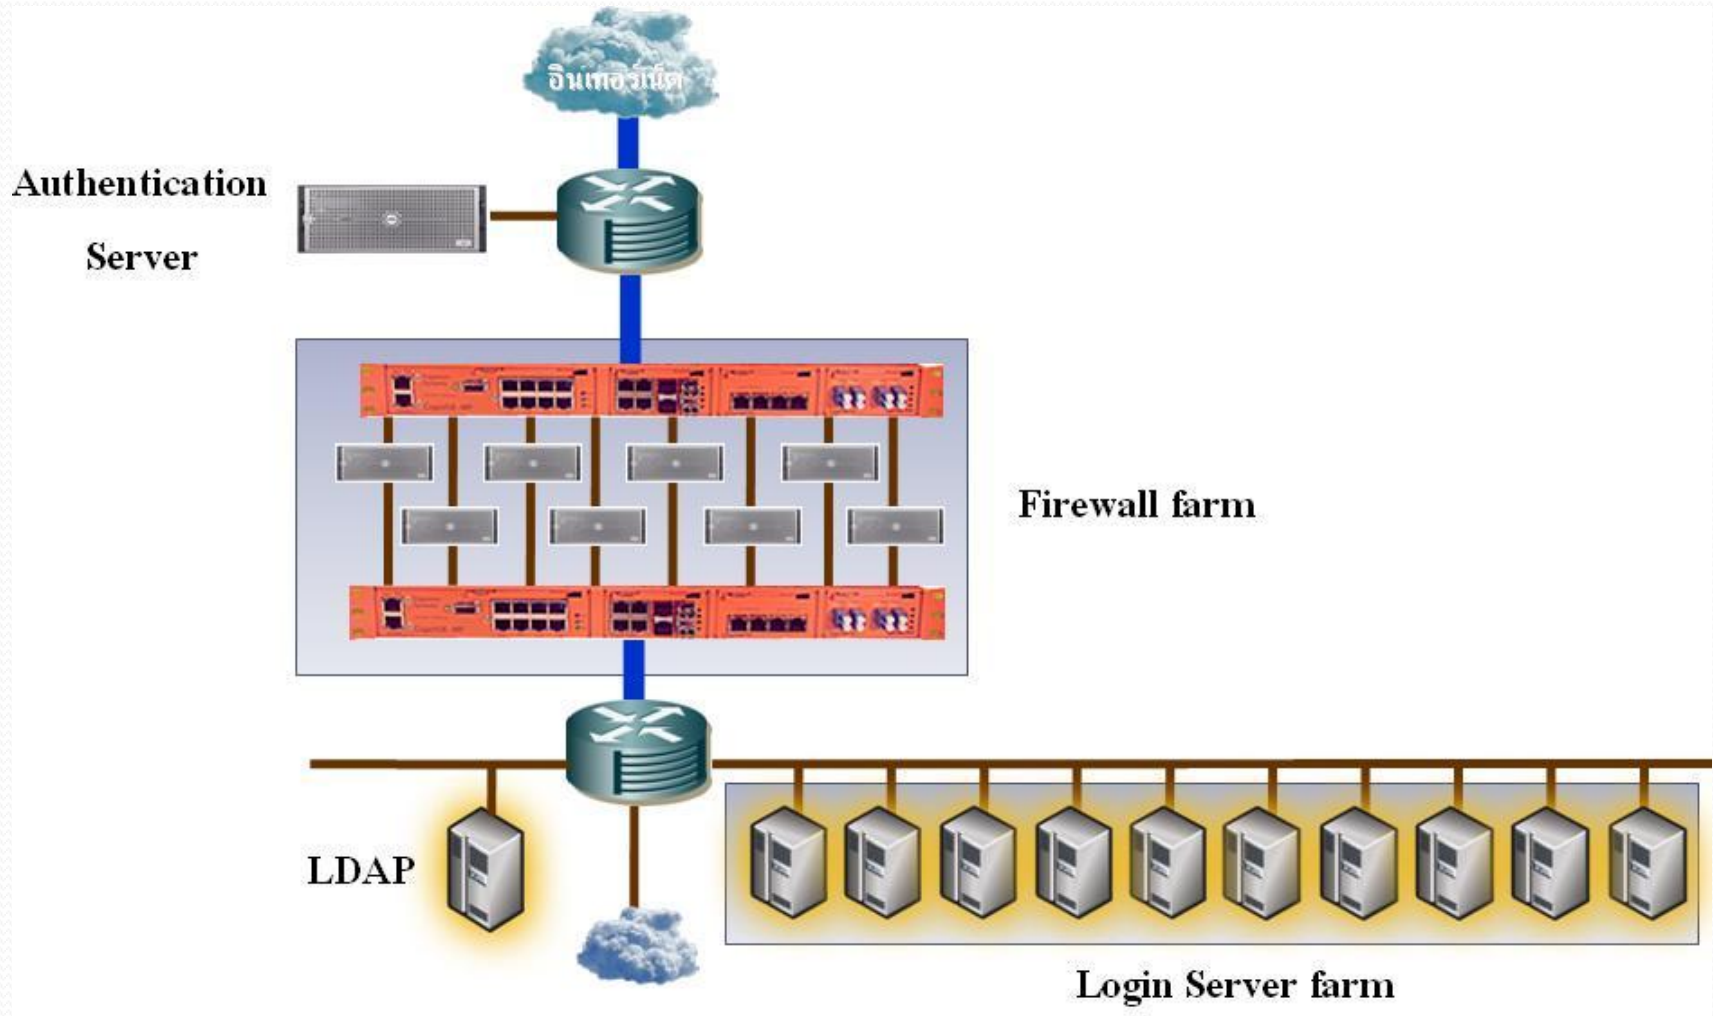 อินเทอร์เน็ต
Authentication
Server
Firewall farm
LDAP
Login Server farm